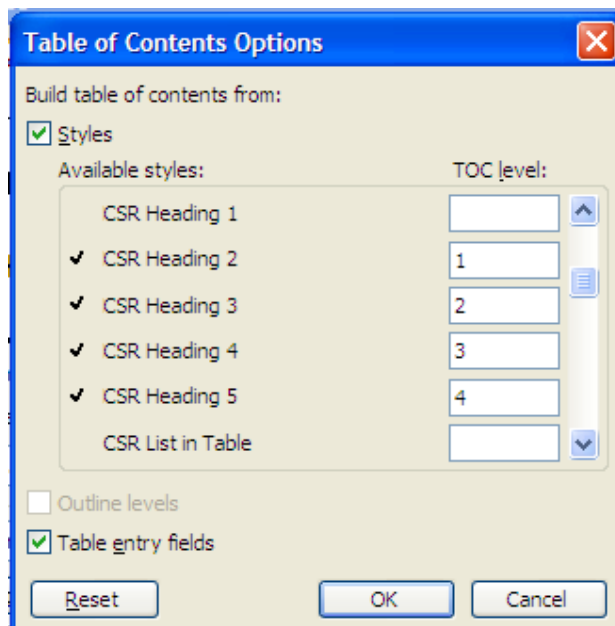 Table of Contents Options
Build table of contents from:
Styles
Available styles: TOC level:
CSR Heading 1
CSR Heading 2 1
CSR Heading 3 2
CSR Heading 4 3
CSR Heading 5 4
CSR List in Table
Outline levels
Table entry fields
Reset OK Cancel